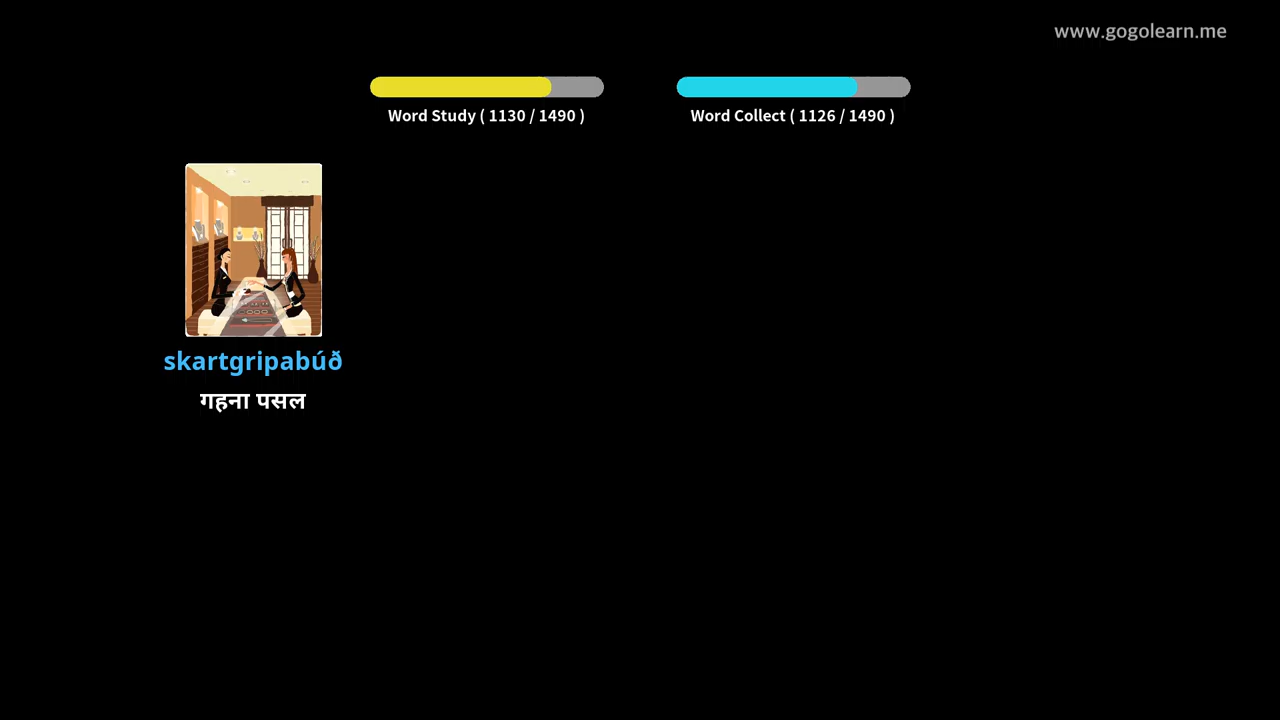 www.gogolearn.me
Word Study ( 1130 / 1490 )
Word Collect ( 1126 / 1490 )
skartgripabúð
गहना पसल